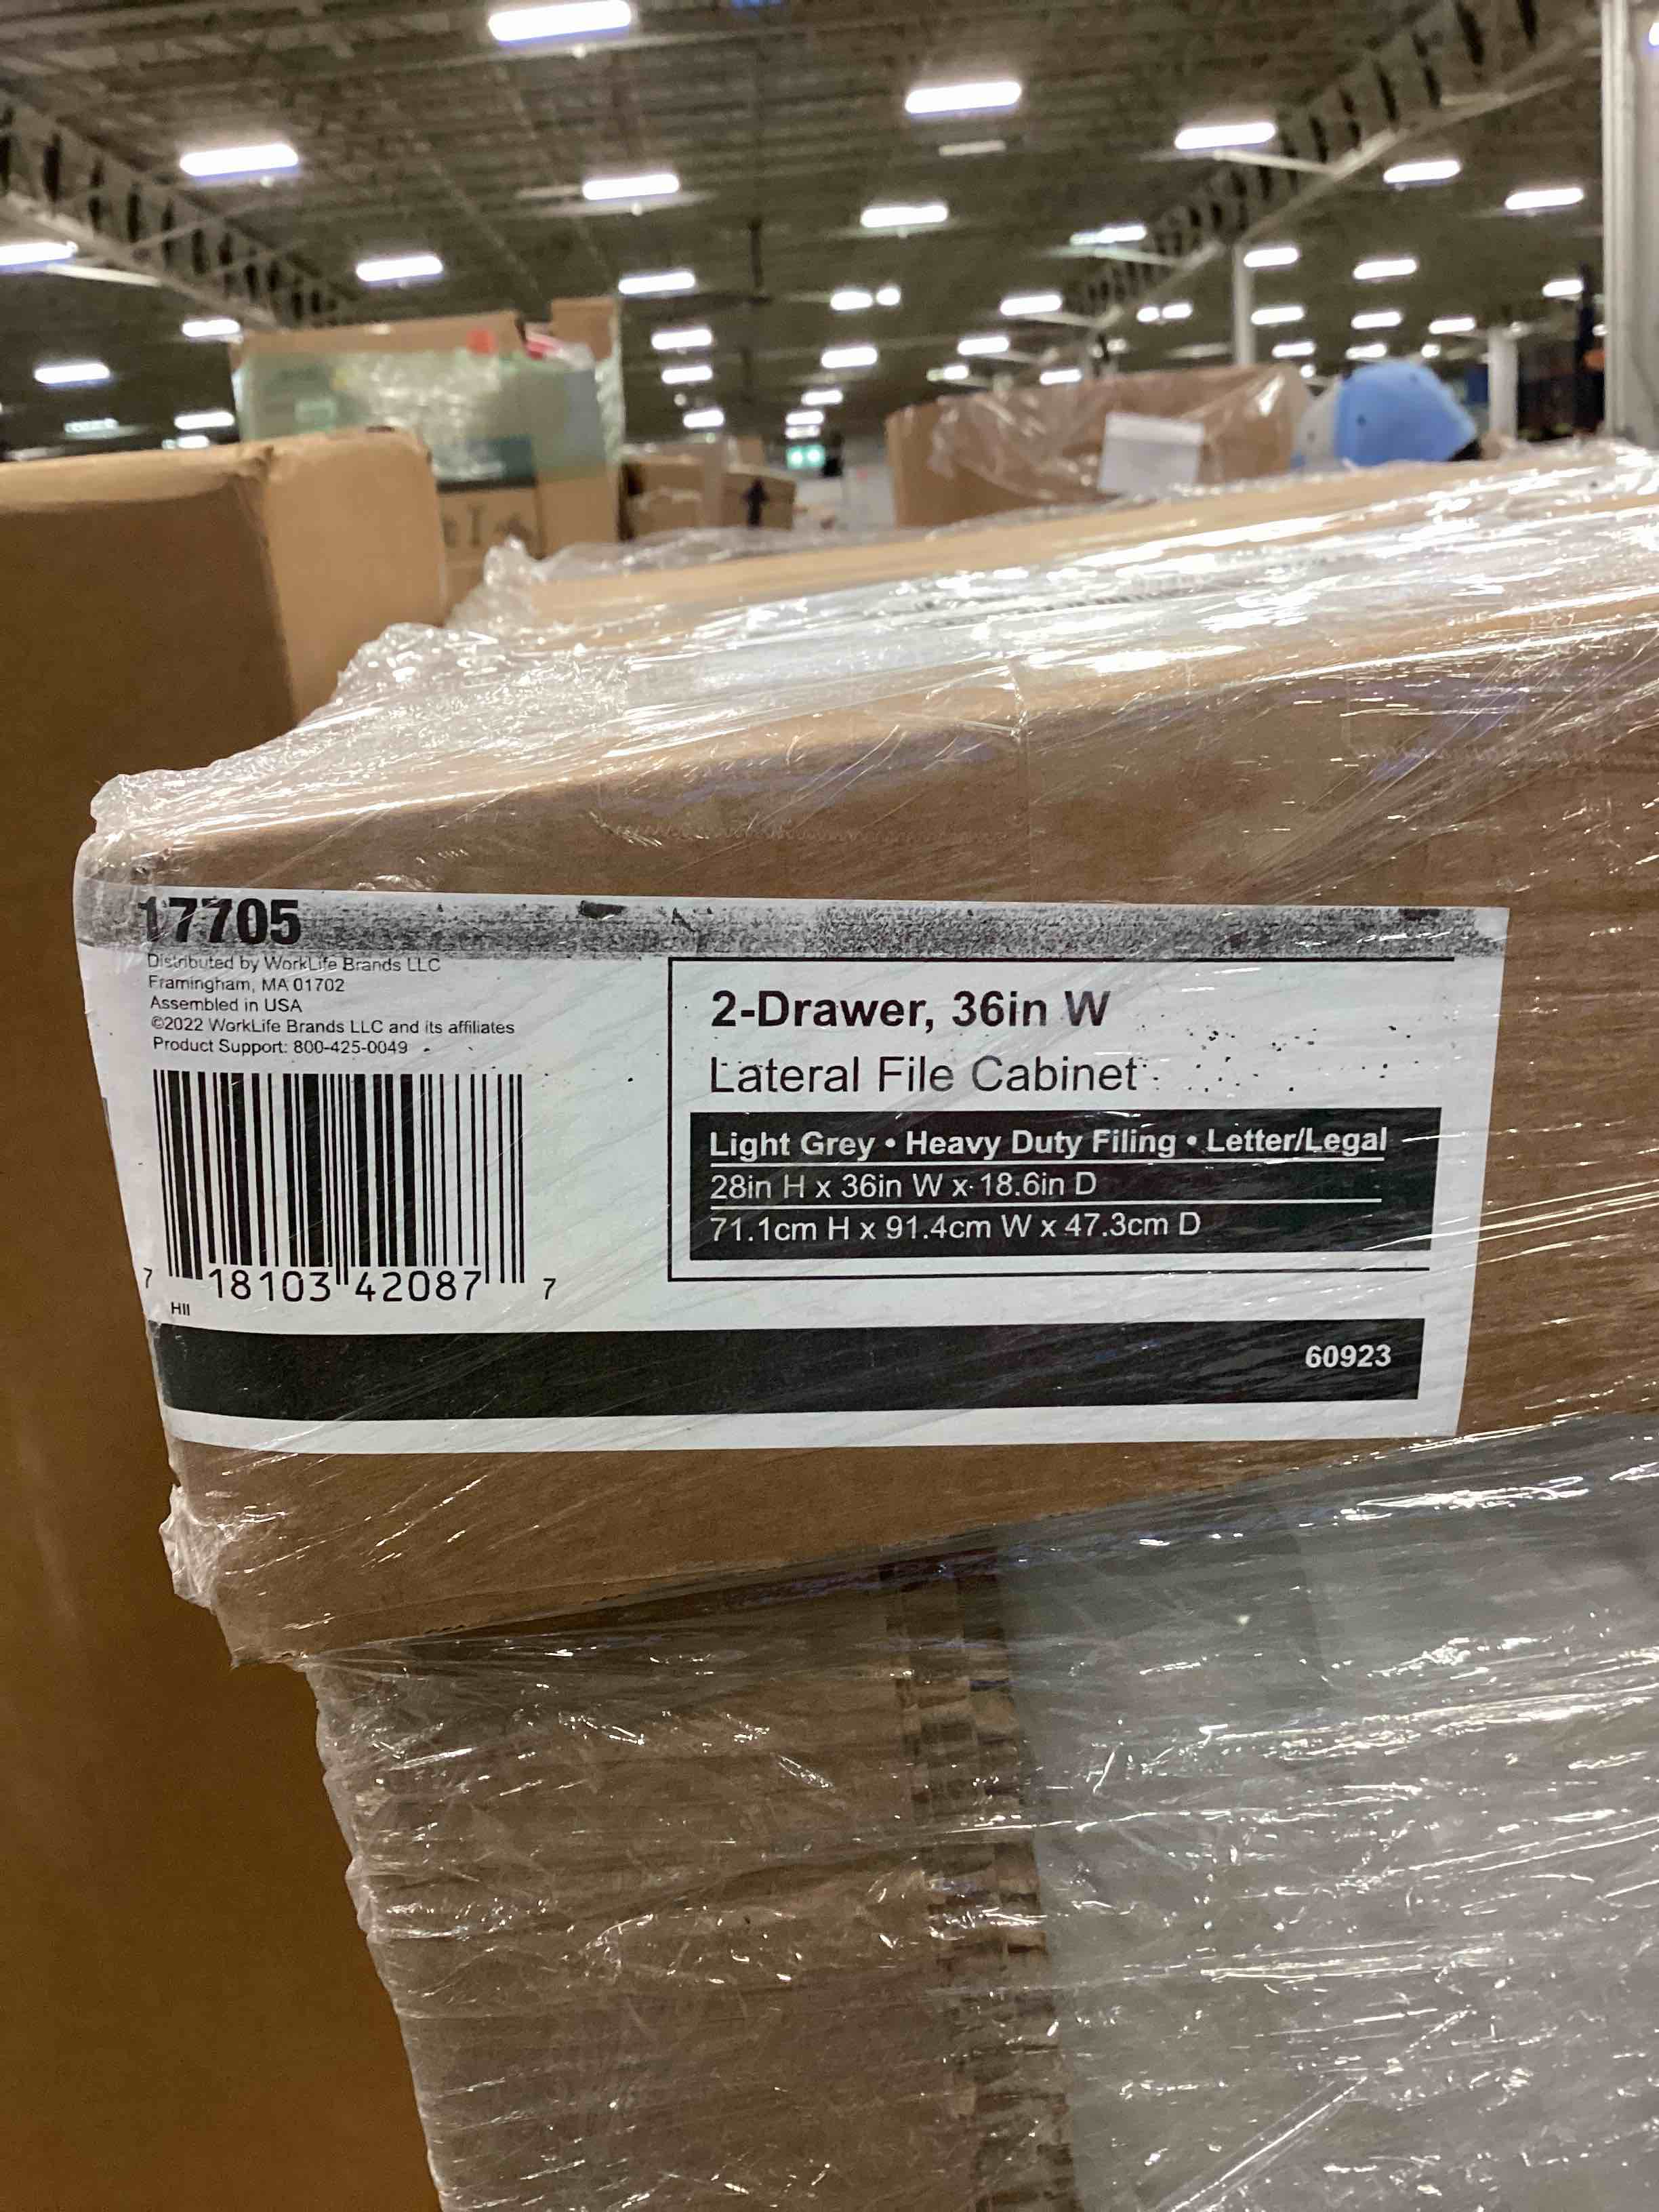 17705
Distributed by WorkLife Brands LLC
Framingham, MA 01702
Assembled in USA
©2022 WorkLife Brands LLC and its affiliates
Product Support: 800-425-0049
7 18103 42087 7
HII
2-Drawer, 36in W
Lateral File Cabinet
Light Grey • Heavy Duty Filing • Letter/Legal
28in H x 36in W x 18.6in D
71.1cm H x 91.4cm W x 47.3cm D
60923